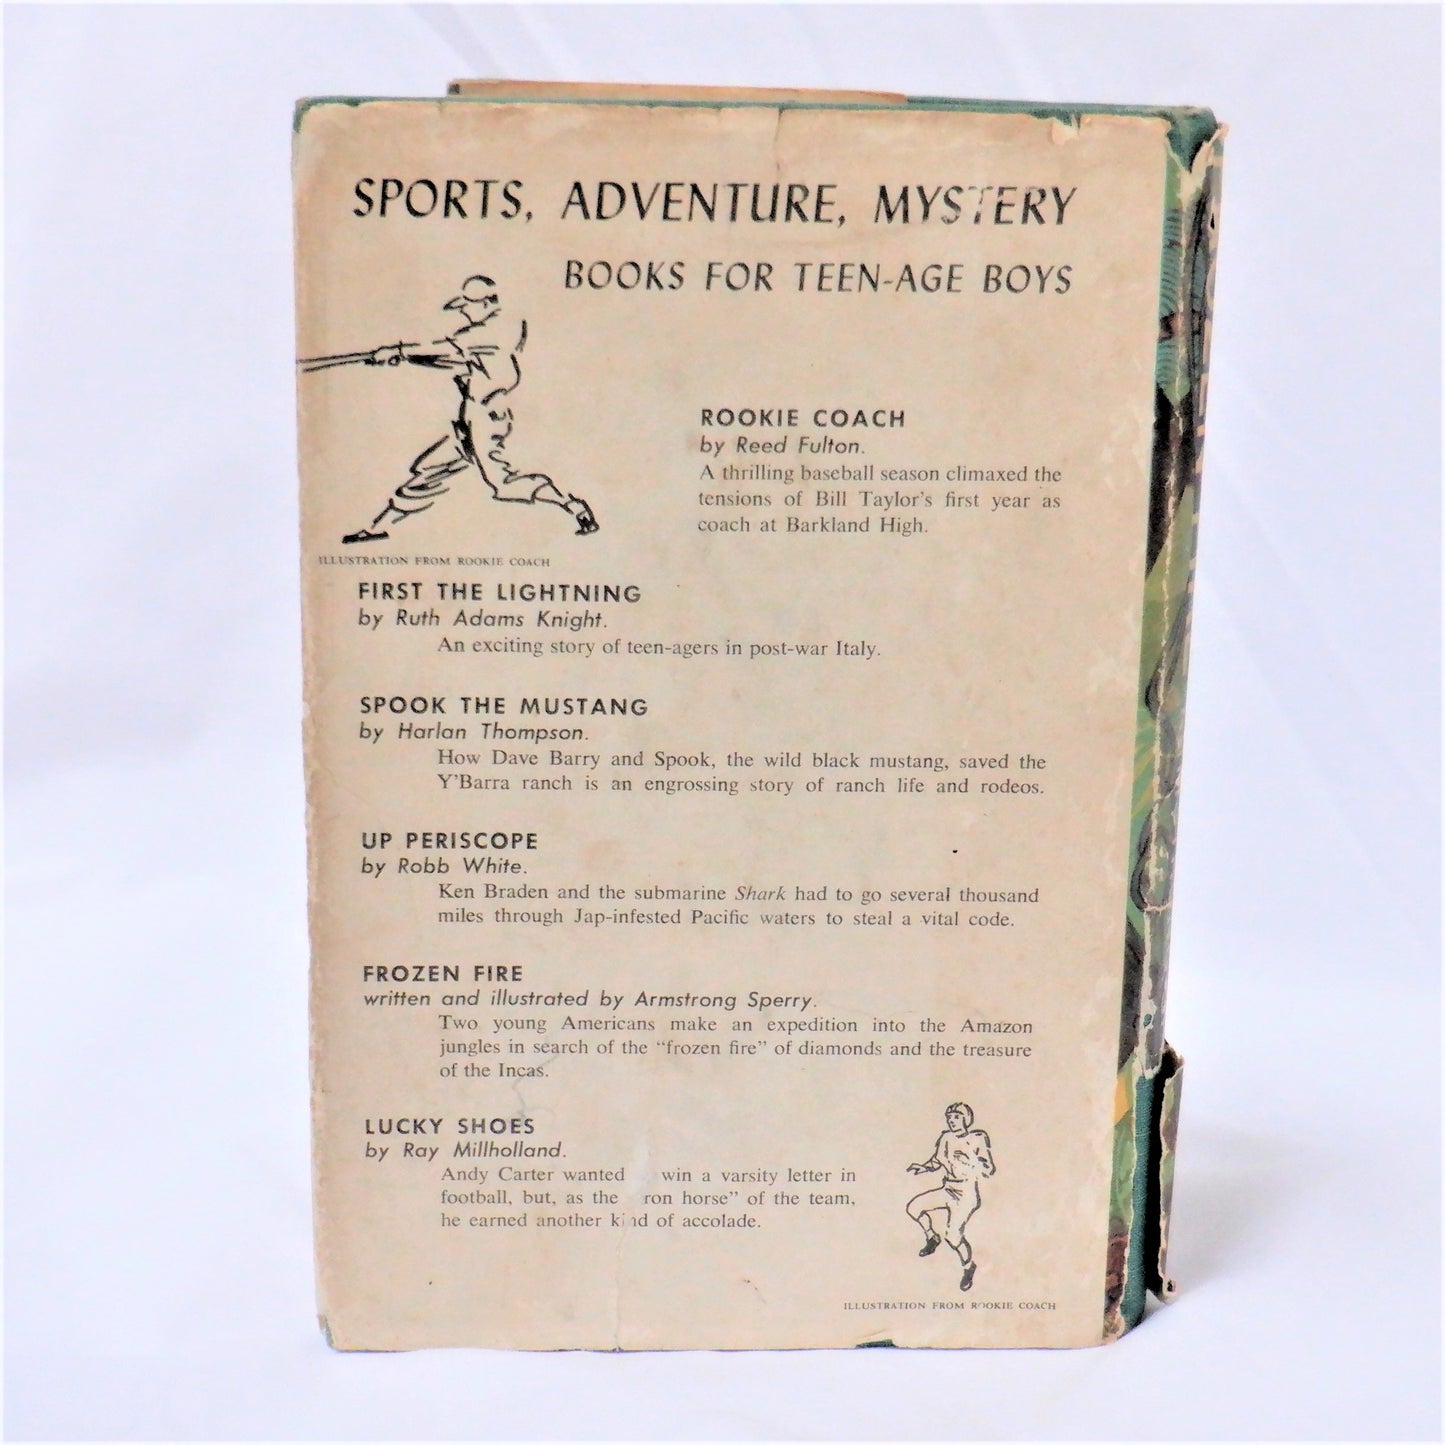 SPORTS, ADVENTURE, MYSTERY
BOOKS FOR TEEN-AGE BOYS
ROOKIE COACH
by Reed Fulton.
A thrilling baseball season climaxed the
tensions of Bill Taylor's first year as
coach at Barkland High.
ILLUSTRATION FROM ROOKIE COACH
FIRST THE LIGHTNING
by Ruth Adams Knight.
An exciting story of teen-agers in post-war Italy.
SPOOK THE MUSTANG
by Harlan Thompson.
How Dave Barry and Spook, the wild black mustang, saved the
Y'Barra ranch is an engrossing story of ranch life and rodeos.
UP PERISCOPE
by Robb White.
Ken Braden and the submarine Shark had to go several thousand
miles through Jap-infested Pacific waters to steal a vital code.
FROZEN FIRE
written and illustrated by Armstrong Sperry.
Two young Americans make an expedition into the Amazon
jungles in search of the "frozen fire" of diamonds and the treasure
of the Incas.
LUCKY SHOES
by Ray Millholland.
Andy Carter wanted win a varsity letter in
football, but, as the ron horse" of the team,
he earned another kind of accolade.
ILLUSTRATION FROM ROOKIE COACH